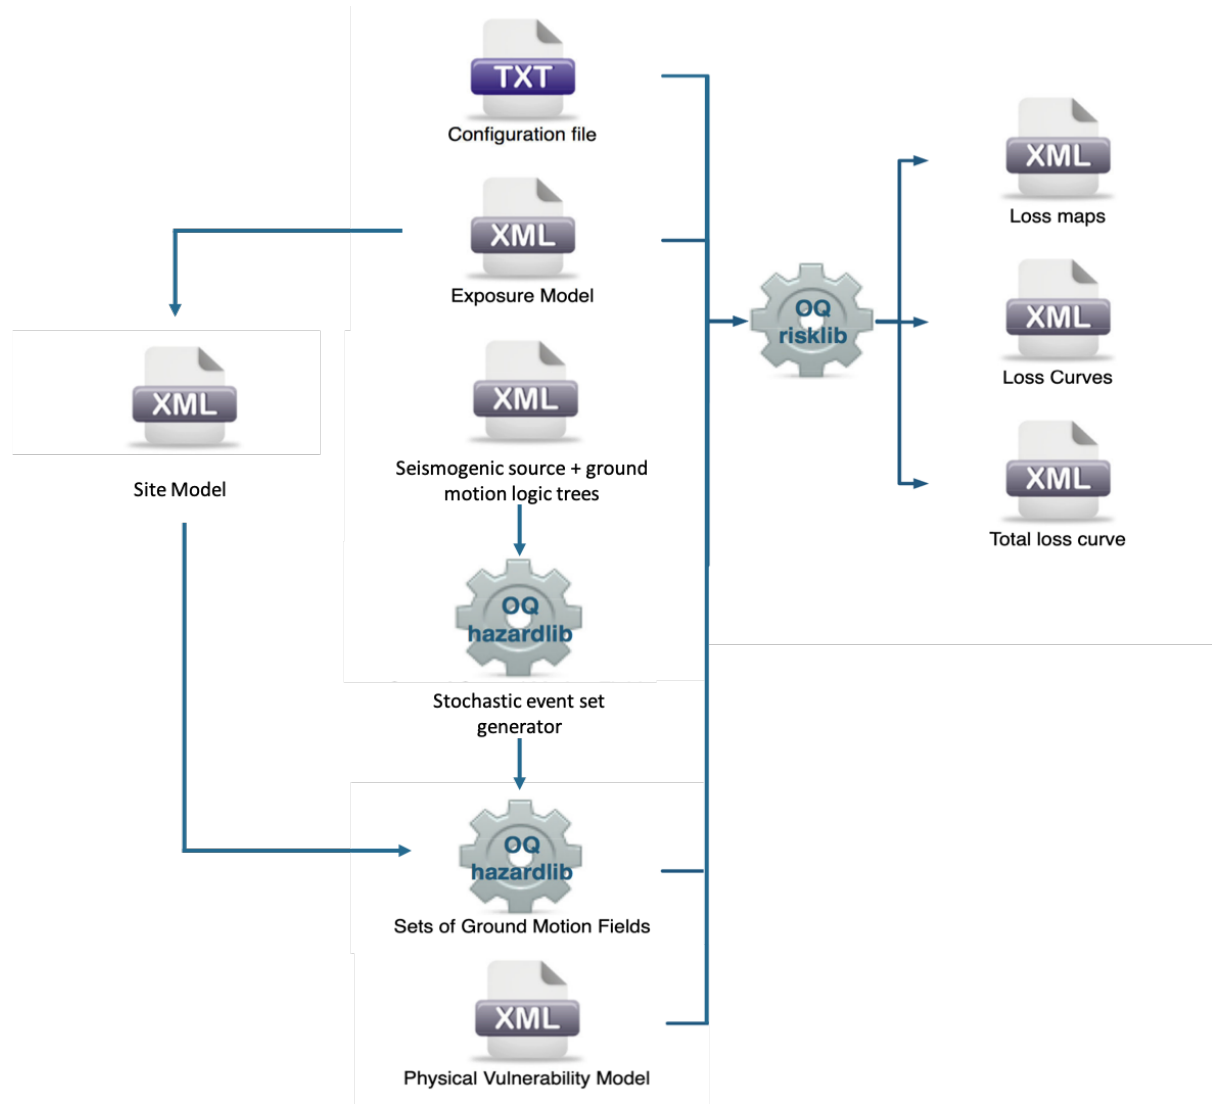 TXT
Configuration file
XML
Exposure Model
XML
Site Model
XML
Seismogenic source + ground
motion logic trees
OQ
hazardlib
Stochastic event set
generator
OQ
hazardlib
Sets of Ground Motion Fields
XML
Physical Vulnerability Model
OQ
risklib
XML
Loss maps
XML
Loss Curves
XML
Total loss curve